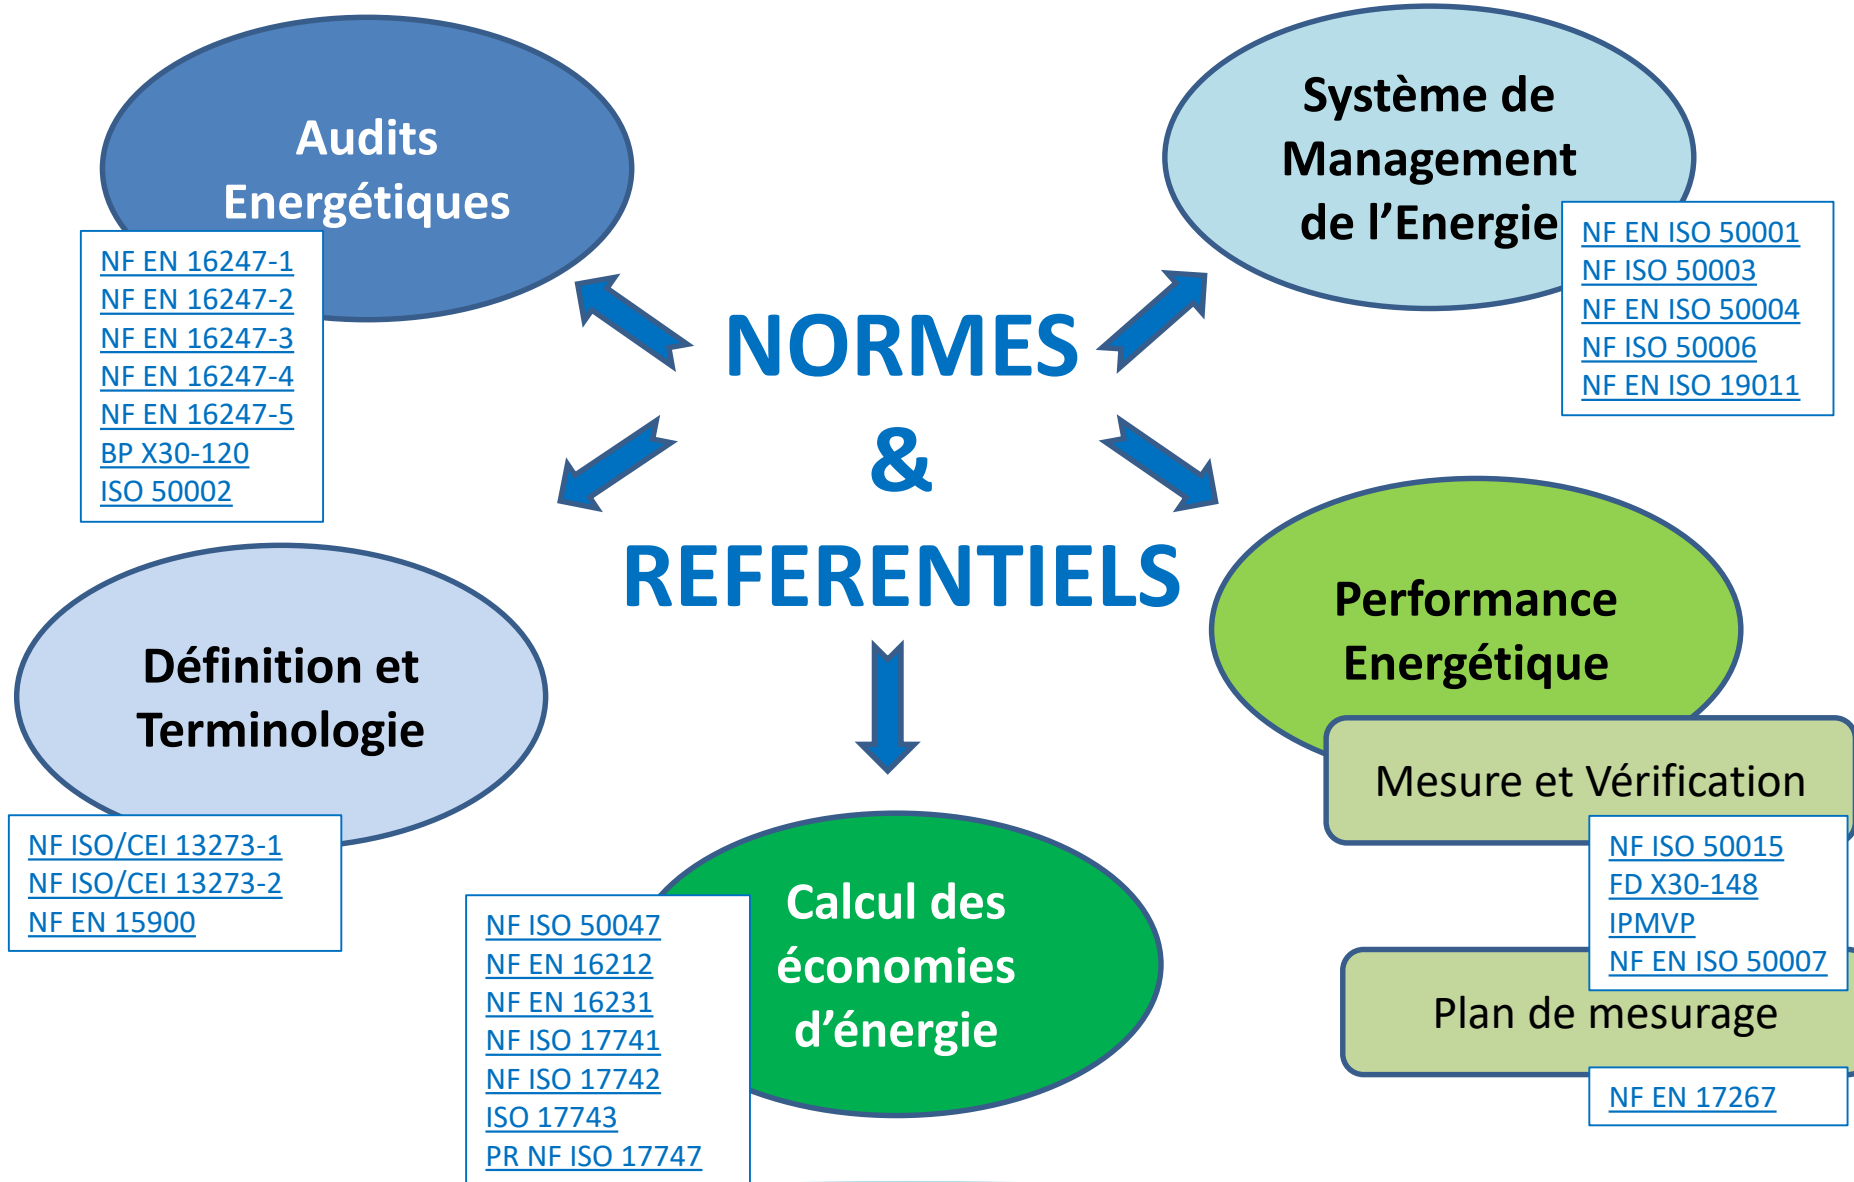 Audits
Energétiques
NF EN 16247-1
NF EN 16247-2
NF EN 16247-3
NF EN 16247-4
NF EN 16247-5
BP X30-120
ISO 50002
Système de
Management
de l’Energie
NF EN ISO 50001
NF ISO 50003
NF EN ISO 50004
NF ISO 50006
NF EN ISO 19011
NORMES
&
REFERENTIELS
Définition et
Terminologie
NF ISO/CEI 13273-1
NF ISO/CEI 13273-2
NF EN 15900
Performance
Energétique
Mesure et Vérification
NF ISO 50015
FD X30-148
IPMVP
NF EN ISO 50007
Plan de mesurage
NF EN 17267
Calcul des
économies
d’énergie
NF ISO 50047
NF EN 16212
NF EN 16231
NF ISO 17741
NF ISO 17742
ISO 17743
PR NF ISO 17747